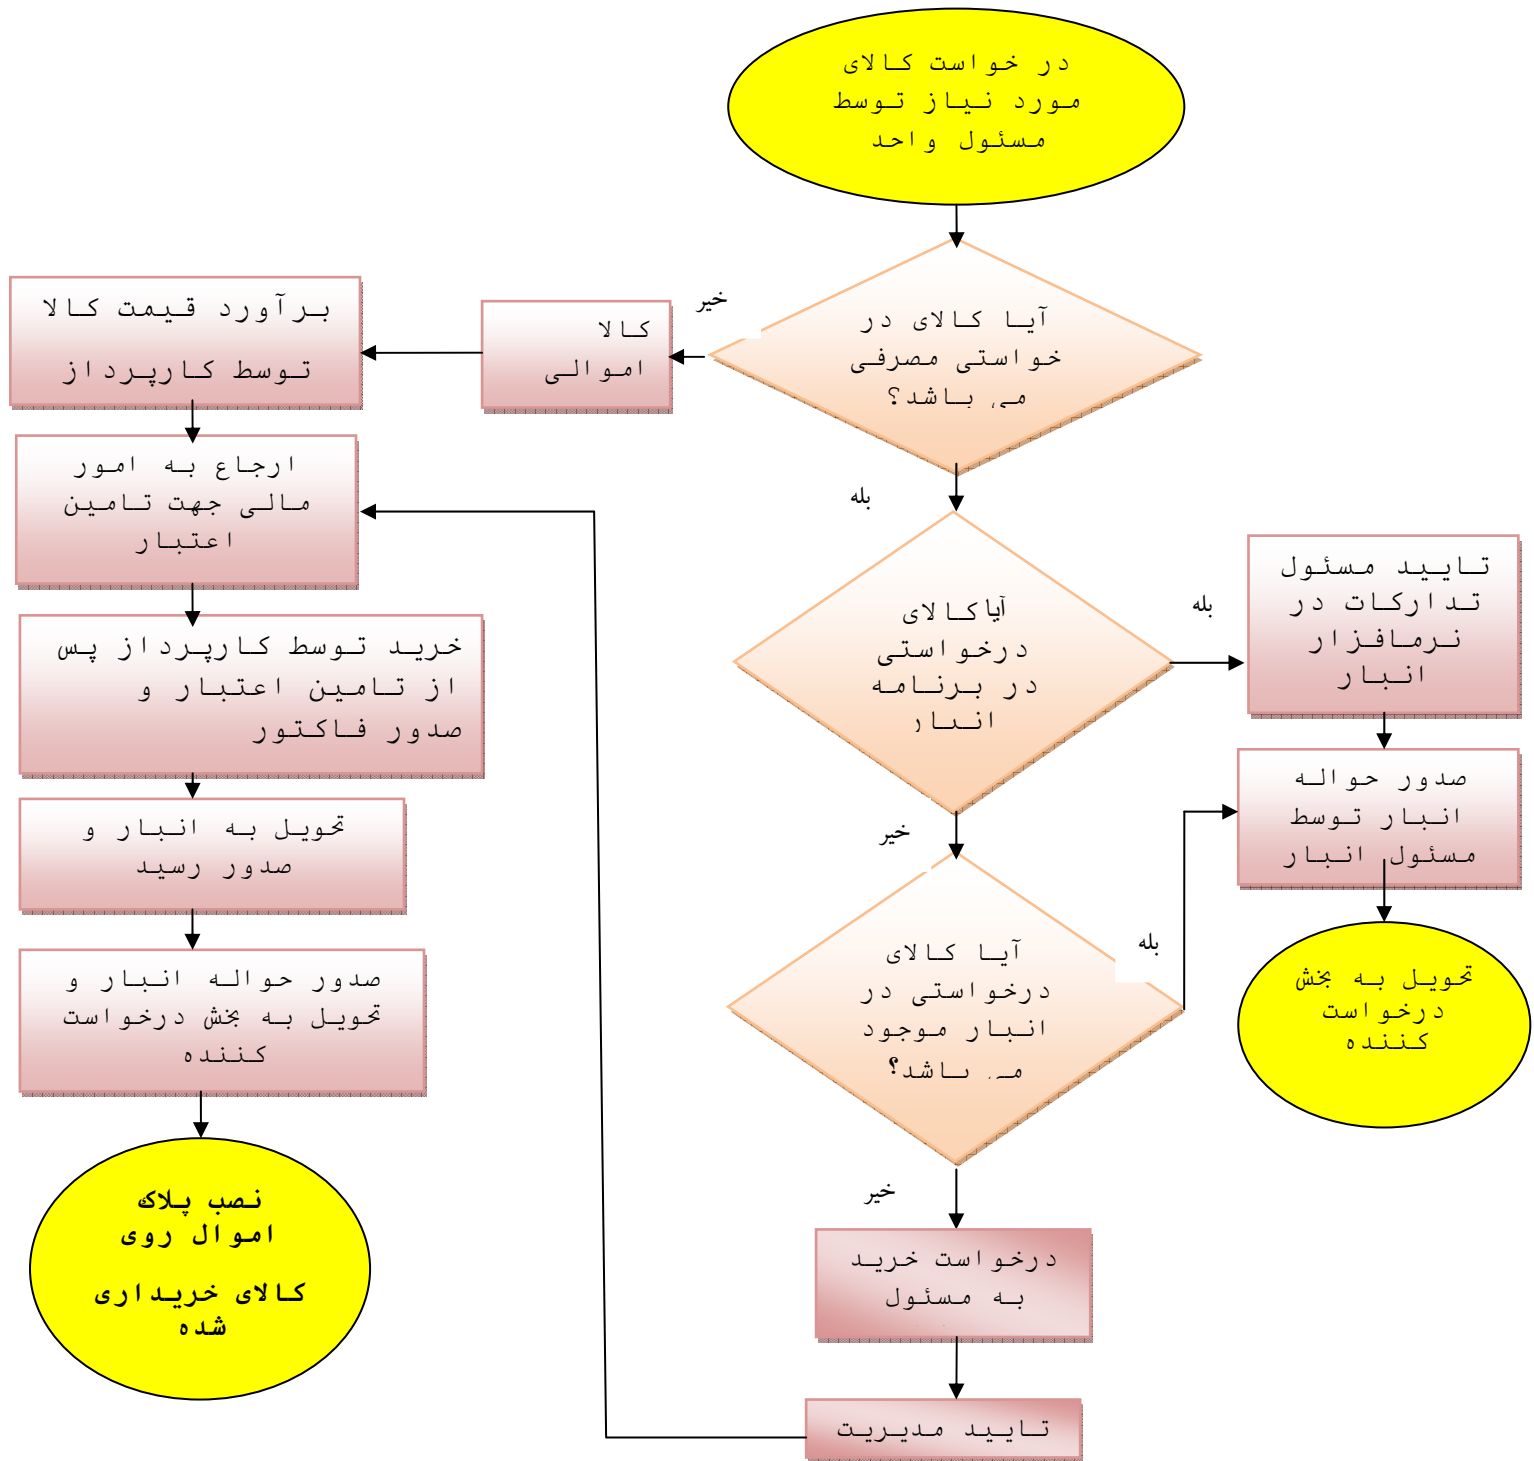 در خواست کالای
مورد نیاز توسط
مسئول واحد
آیا کالای در
خواستی مصرفی
می باشد؟
خیر
کالا
اموالی
برآورد قیمت کالا
توسط کارپرداز
ارجاع به امور
مالی جهت تامین
اعتبار
خرید توسط کارپرداز پس
از تامین اعتبار و
صدور فاکتور
تحویل به انبار و
صدور رسید
صدور حواله انبار و
تحویل به بخش درخواست
کننده
نصب پلاک
اموال روی
کالای خریداری
شده
بله
آیا کالای
درخواستی
در برنامه
انبار
بله
تایید مسئول
تدارکات در
نرمافزار
انبار
صدور حواله
انبار توسط
مسئول انبار
تحویل به بخش
درخواست
کننده
خیر
آیا کالای
درخواستی در
انبار موجود
می باشد؟
بله
خیر
درخواست خرید
به مسئول
تایید مدیریت